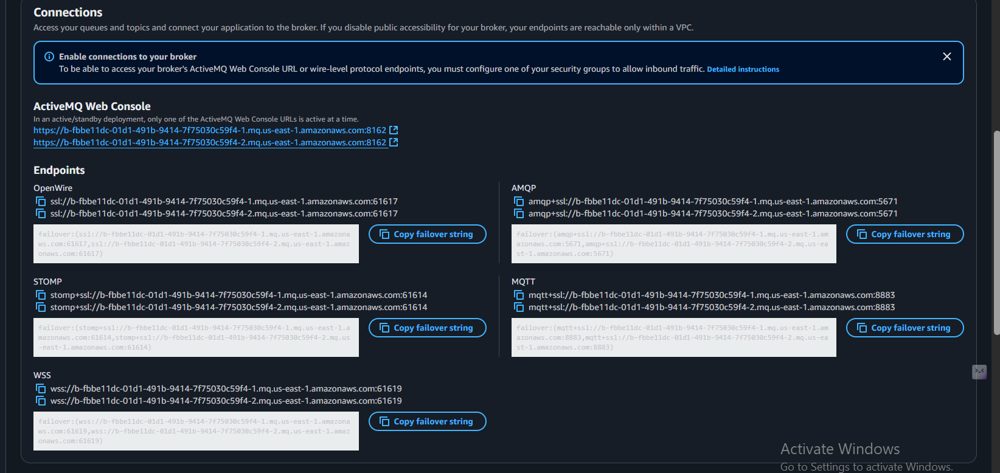 Connections
Access your queues and topics and connect your application to the broker. If you disable public accessibility for your broker, your endpoints are reachable only within a VPC.
Enable connections to your broker
To be able to access your broker's ActiveMQ Web Console URL or wire-level protocol endpoints, you must configure one of your security groups to allow inbound traffic. Detailed instructions
ActiveMQ Web Console
In an active/standby deployment, only one of the ActiveMQ Web Console URLs is active at a time.
https://b-fbbe11dc-01d1-491b-9414-7f75030c59f4-1.mq.us-east-1.amazonaws.com:8162
https://b-fbbe11dc-01d1-491b-9414-7f75030c59f4-2.mq.us-east-1.amazonaws.com:8162
Endpoints
OpenWire
ssl://b-fbbe11dc-01d1-491b-9414-7f75030c59f4-1.mq.us-east-1.amazonaws.com:61617
ssl://b-fbbe11dc-01d1-491b-9414-7f75030c59f4-2.mq.us-east-1.amazonaws.com:61617
failover:(ssl://b-fbbe11dc-01d1-491b-9414-7f75030c59f4-1.mq.us-east-1.amazona
ws.com:61617,ssl://b-fbbe11dc-01d1-491b-9414-7f75030c59f4-2.mq.us-east-1.amaz
onaws.com:61617)
Copy failover string
AMQP
amqp+ssl://b-fbbe11dc-01d1-491b-9414-7f75030c59f4-1.mq.us-east-1.amazonaws.com:5671
amqp+ssl://b-fbbe11dc-01d1-491b-9414-7f75030c59f4-2.mq.us-east-1.amazonaws.com:5671
failover:(amqp+ssl://b-fbbe11dc-01d1-491b-9414-7f75030c59f4-1.mq.us-east-1.am
azonaws.com:5671,amqp+ssl://b-fbbe11dc-01d1-491b-9414-7f75030c59f4-2.mq.us-ea
st-1.amazonaws.com:5671)
Copy failover string
STOMP
stomp+ssl://b-fbbe11dc-01d1-491b-9414-7f75030c59f4-1.mq.us-east-1.amazonaws.com:61614
stomp+ssl://b-fbbe11dc-01d1-491b-9414-7f75030c59f4-2.mq.us-east-1.amazonaws.com:61614
failover:(stomp+ssl://b-fbbe11dc-01d1-491b-9414-7f75030c59f4-1.mq.us-east-1.a
mazonaws.com:61614,stomp+ssl://b-fbbe11dc-01d1-491b-9414-7f75030c59f4-2.mq.us
-east-1.amazonaws.com:61614)
Copy failover string
MQTT
mqtt+ssl://b-fbbe11dc-01d1-491b-9414-7f75030c59f4-1.mq.us-east-1.amazonaws.com:8883
mqtt+ssl://b-fbbe11dc-01d1-491b-9414-7f75030c59f4-2.mq.us-east-1.amazonaws.com:8883
failover:(mqtt+ssl://b-fbbe11dc-01d1-491b-9414-7f75030c59f4-1.mq.us-east-1.am
azonaws.com:8883,mqtt+ssl://b-fbbe11dc-01d1-491b-9414-7f75030c59f4-2.mq.us-ea
st-1.amazonaws.com:8883)
Copy failover string
WSS
wss://b-fbbe11dc-01d1-491b-9414-7f75030c59f4-1.mq.us-east-1.amazonaws.com:61619
wss://b-fbbe11dc-01d1-491b-9414-7f75030c59f4-2.mq.us-east-1.amazonaws.com:61619
failover:(wss://b-fbbe11dc-01d1-491b-9414-7f75030c59f4-1.mq.us-east-1.amazona
ws.com:61619,wss://b-fbbe11dc-01d1-491b-9414-7f75030c59f4-2.mq.us-east-1.amaz
onaws.com:61619)
Copy failover string
Activate Windows
Go to Settings to activate Windows.